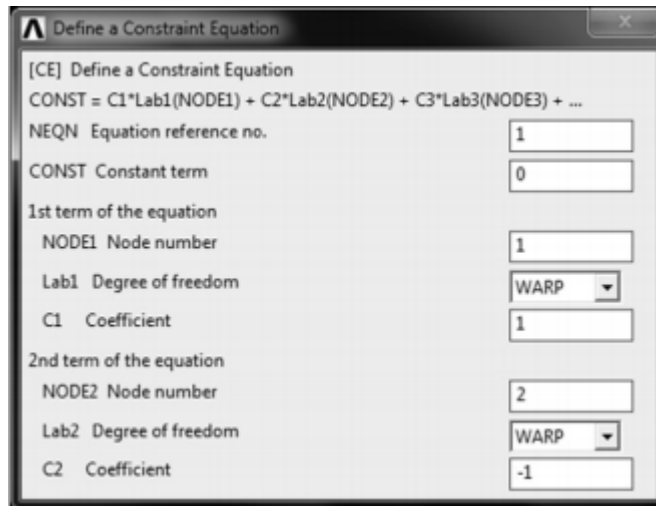 Define a Constraint Equation
[CE] Define a Constraint Equation
CONST = C1*Lab1(NODE1) + C2*Lab2(NODE2) + C3*Lab3(NODE3) + ...
NEQN Equation reference no. 1
CONST Constant term 0
1st term of the equation
NODE1 Node number 1
Lab1 Degree of freedom WARP
C1 Coefficient 1
2nd term of the equation
NODE2 Node number 2
Lab2 Degree of freedom WARP
C2 Coefficient -1